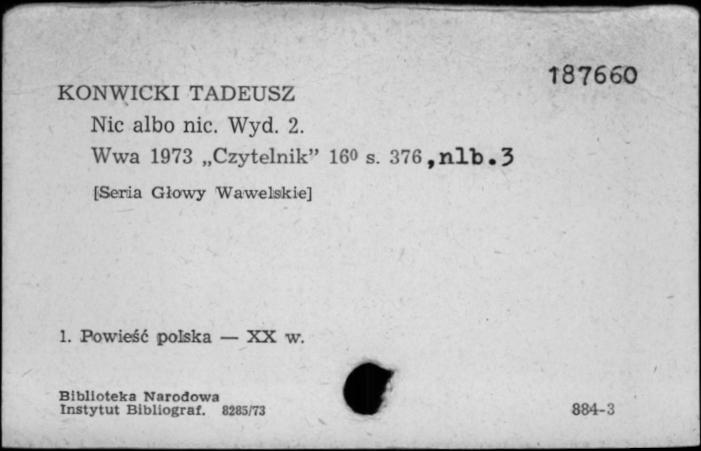 187660
KONWICKI TADEUSZ
Nic albo nic. Wyd. 2.
Wwa 1973 „Czytelnik” 16⁰ s. 376,nlb.3
[Seria Głowy Wawelskie]
1. Powieść polska — XX w.
Biblioteka Narodowa
Instytut Bibliograf. 8285/73
884-3